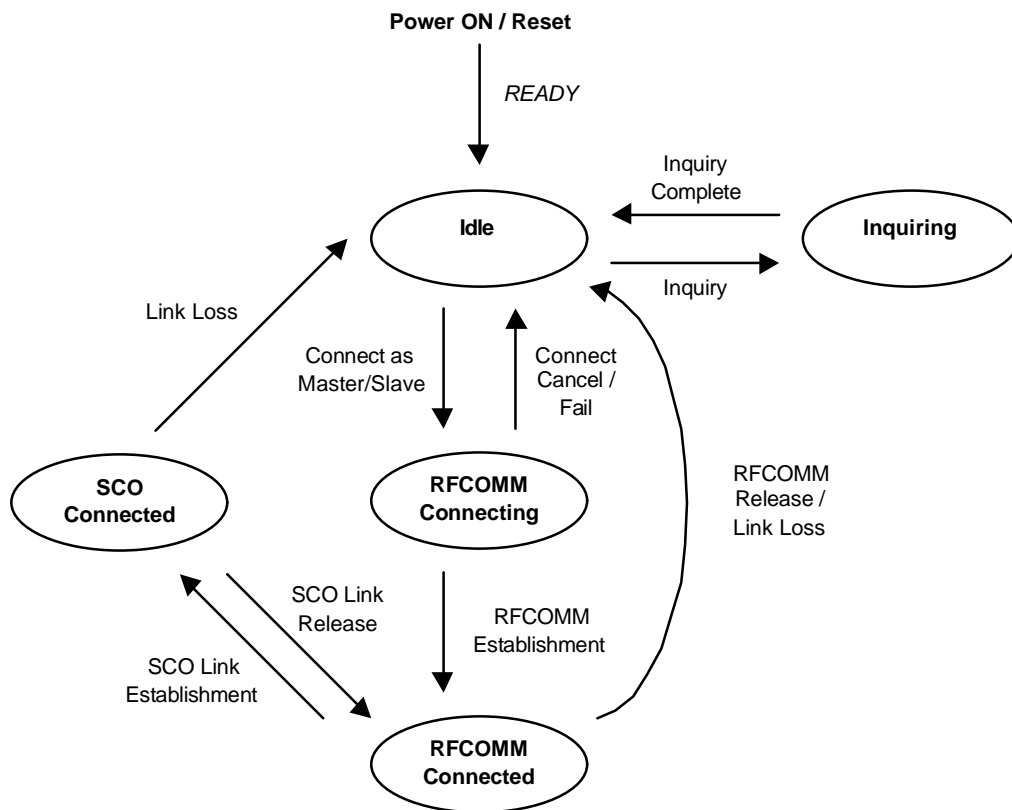 Power ON / Reset
READY
Inquiry
Complete
Idle
Inquiring
Inquiry
Link Loss
Connect as
Master/Slave
Connect
Cancel /
Fail
SCO
Connected
RFCOMM
Connecting
RFCOMM
Release /
Link Loss
SCO Link
Release
RFCOMM
Establishment
SCO Link
Establishment
RFCOMM
Connected